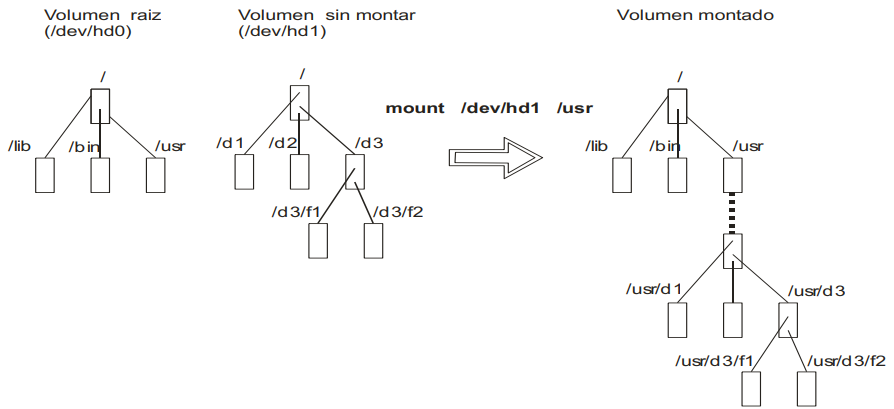 Volumen raiz
(/dev/hd0)
Volumen sin montar
(/dev/hd1)
Volumen montado
/
/
/
mount /dev/hd1 /usr
/lib
/bin
/usr
/d1
/d2
/d3
/lib
/bin
/usr
/d3/f1
/d3/f2
/usr/d1
/usr/d3
/usr/d3/f1
/usr/d3/f2